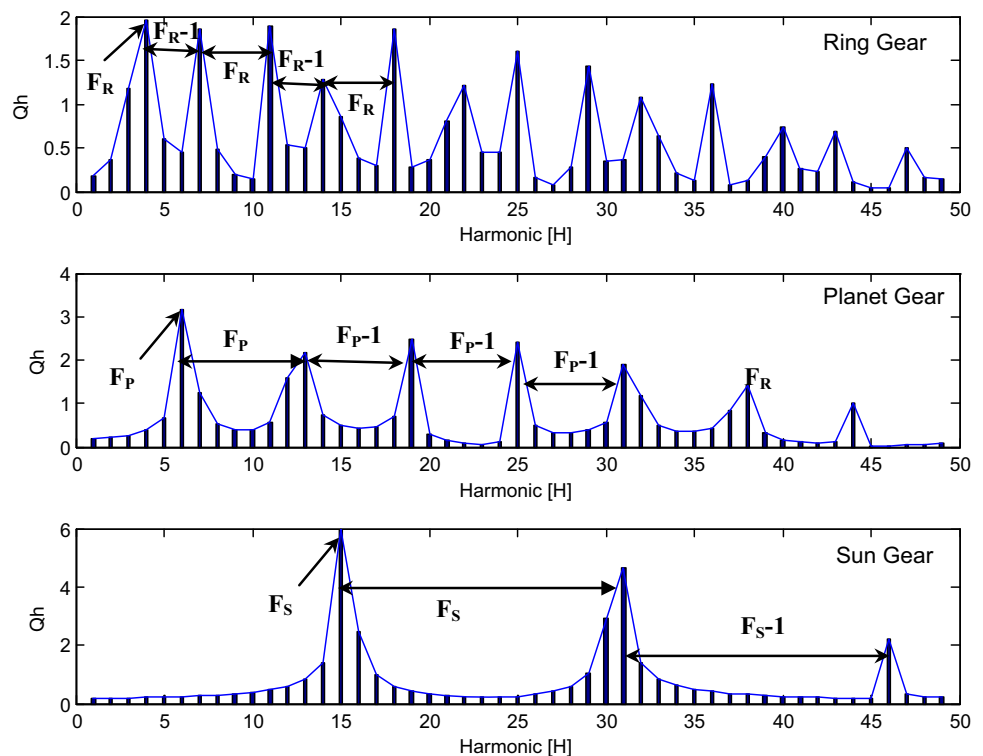 2
1.5
1
0.5
0
Qh
F_R-1
F_R
F_R
F_R-1
F_R
Ring Gear
0 5 10 15 20 25 30 35 40 45 50
Harmonic [H]
4
3
2
1
0
Qh
F_P
F_P
F_P-1
F_P-1
F_P-1
F_R
Planet Gear
0 5 10 15 20 25 30 35 40 45 50
Harmonic [H]
6
4
2
0
Qh
F_S
F_S
F_S-1
Sun Gear
0 5 10 15 20 25 30 35 40 45 50
Harmonic [H]